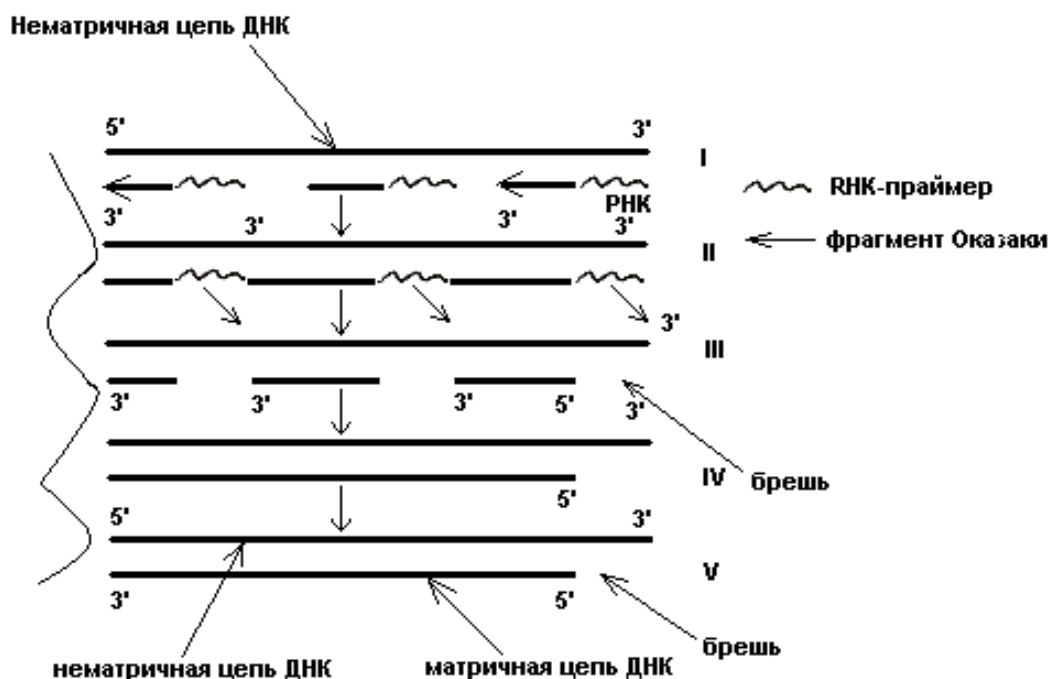 Нематричная цепь ДНК
5' 3'
I
RНК-праймер
РНК
3' 3' 3' 3'
фрагмент Оказаки
II
3'
III
3' 3' 3' 5' 3'
IV
брешь
5'
5' 3'
V
3' 5'
брешь
нематричная цепь ДНК матричная цепь ДНК